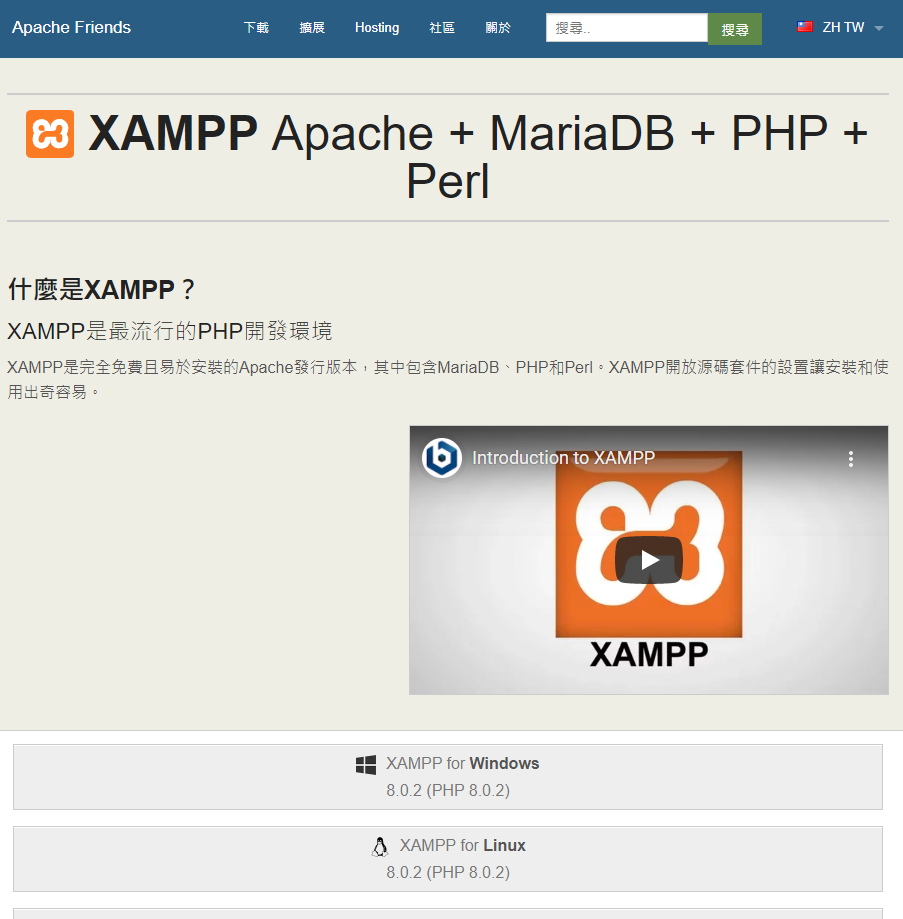 Apache Friends 下載 擴展 Hosting 社區 關於 搜尋.. 搜尋 ZH TW
XAMPP Apache + MariaDB + PHP +
Perl
什麼是XAMPP？
XAMPP是最流行的PHP開發環境
XAMPP是完全免費且易於安裝的Apache發行版本，其中包含MariaDB、PHP和Perl。XAMPP開放源碼套件的設置讓安裝和使
用出奇容易。
Introduction to XAMPP
XAMPP
XAMPP for Windows
8.0.2 (PHP 8.0.2)
XAMPP for Linux
8.0.2 (PHP 8.0.2)